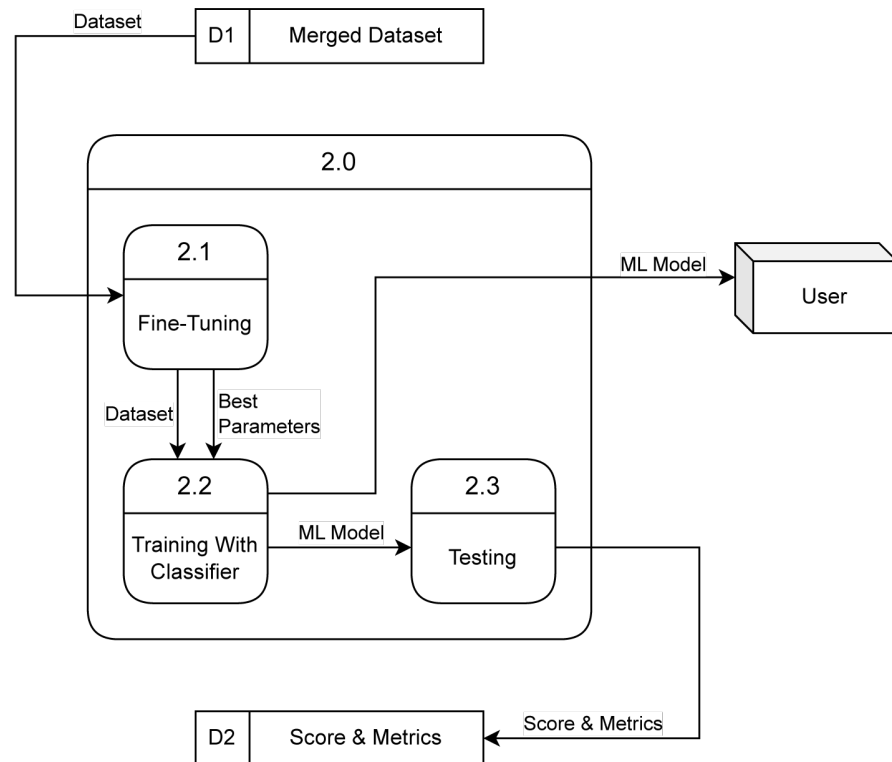 Dataset
D1
Merged Dataset
2.0
2.1
Fine-Tuning
ML Model
User
Dataset
Best
Parameters
2.2
Training With
Classifier
ML Model
2.3
Testing
D2
Score & Metrics
Score & Metrics